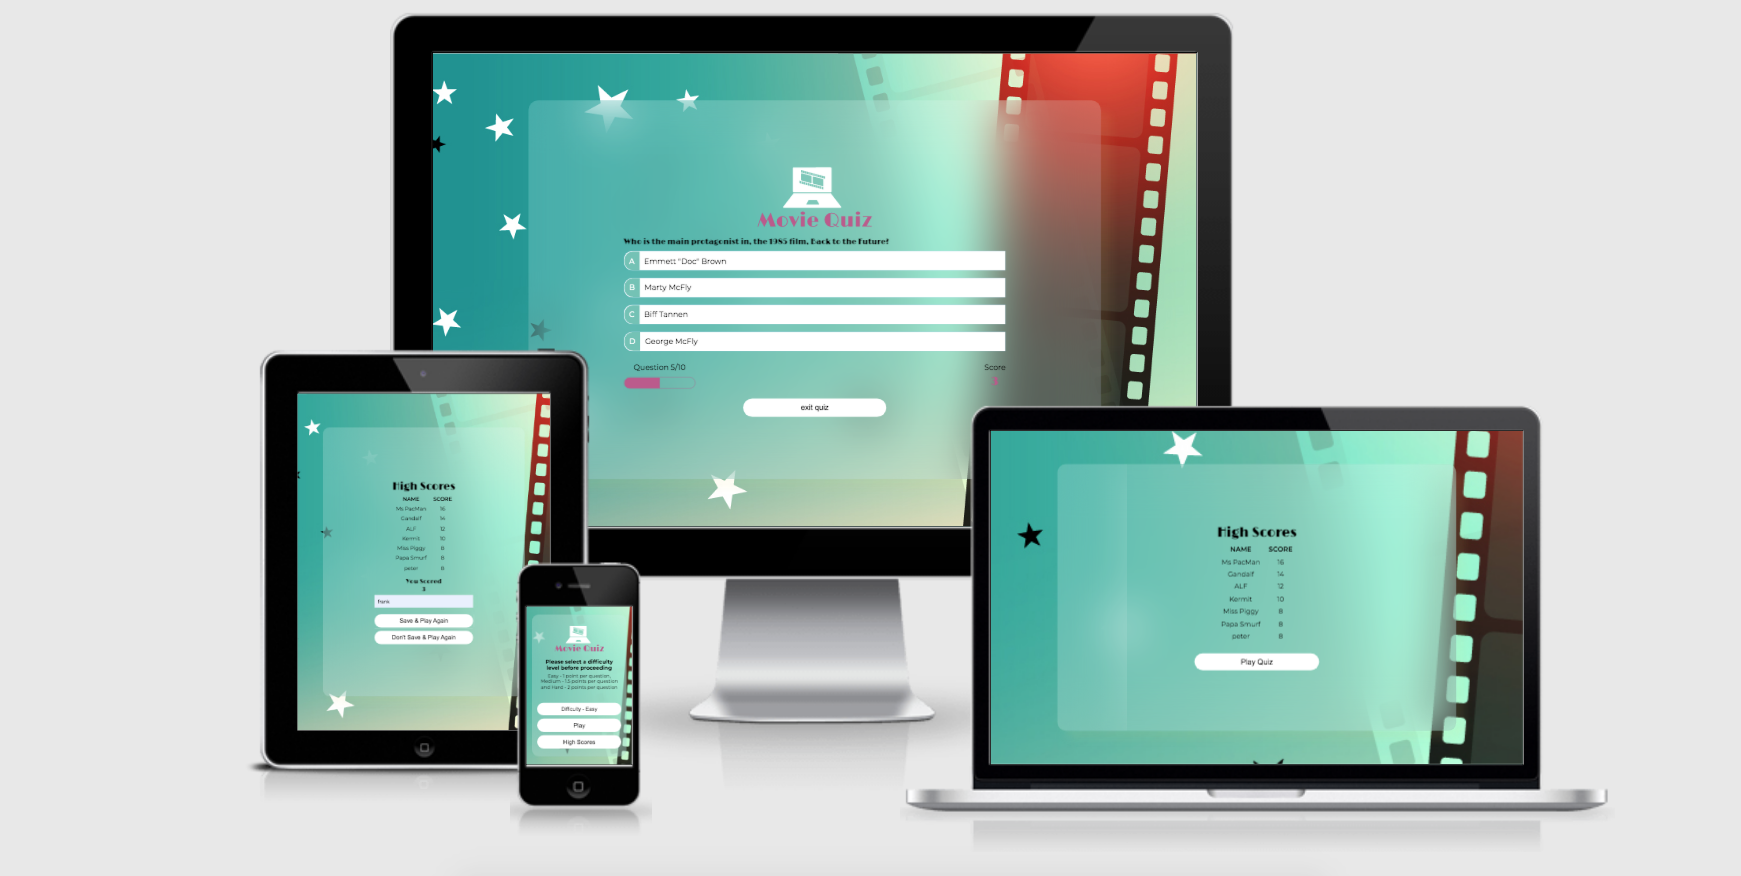 Movie Quiz
Who is the main protagonist in, the 1985 film, Back to the Future?
A Emmett "Doc" Brown
B Marty McFly
C Biff Tannen
D George McFly
Question 5/10
Score
exit quiz
High Scores
NAME SCORE
Ms PacMan 16
Gandalf 14
ALF 12
Kermit 10
Miss Piggy 8
Papa Smurf 8
peter 8
You Scored
3
Save & Play Again
Don't Save & Play Again
Movie Quiz
Please select a difficulty
level before proceeding
Easy - 1 point per question,
Medium - 1.5 points per question
and Hard - 2 points per question
Difficulty - Easy
Play
High Scores
High Scores
NAME SCORE
Ms PacMan 16
Gandalf 14
ALF 12
Kermit 10
Miss Piggy 8
Papa Smurf 8
peter 8
Play Quiz